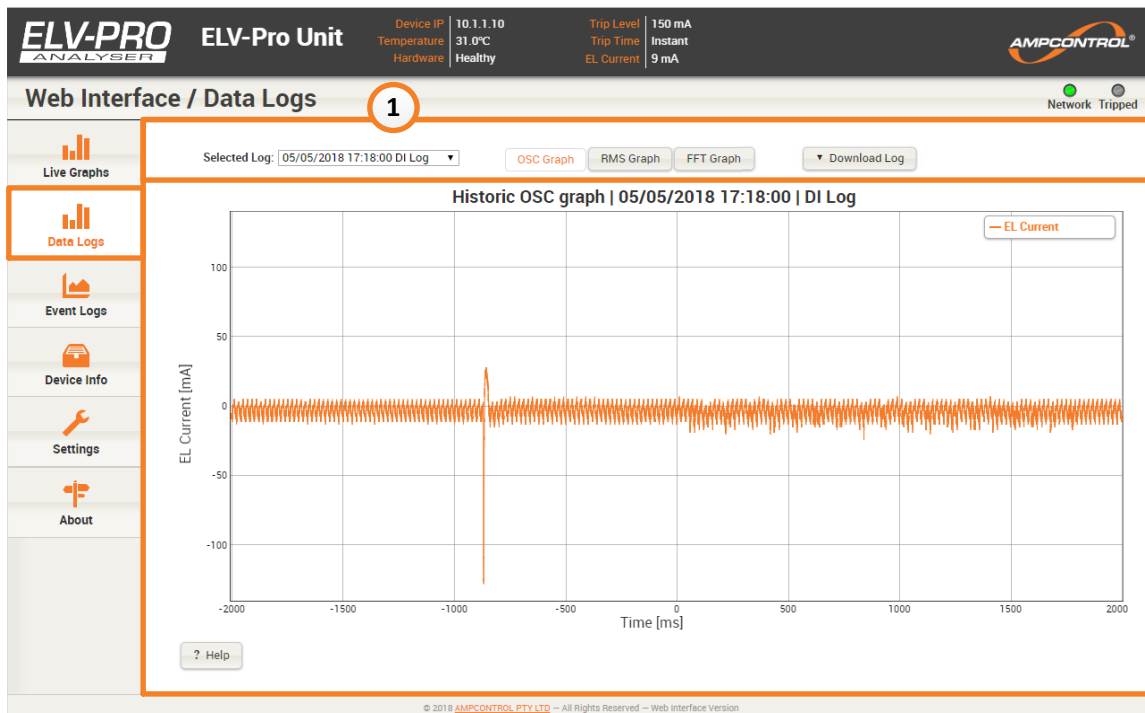 ELV-PRO
ANALYSER
ELV-Pro Unit
Device IP 10.1.1.10
Temperature 31.0ºC
Hardware Healthy
Trip Level 150 mA
Trip Time Instant
EL Current 9 mA
AMPCONTROL®
Web Interface / Data Logs
1
Network Tripped
Live Graphs
Data Logs
Event Logs
Device Info
Settings
About
Selected Log: 05/05/2018 17:18:00 DI Log ▼
OSC Graph RMS Graph FFT Graph ▼ Download Log
Historic OSC graph | 05/05/2018 17:18:00 | DI Log
EL Current
EL Current [mA]
100
50
0
-50
-100
-2000 -1500 -1000 -500 0 500 1000 1500 2000
Time [ms]
? Help
© 2018 AMPCONTROL PTY LTD — All Rights Reserved — Web Interface Version